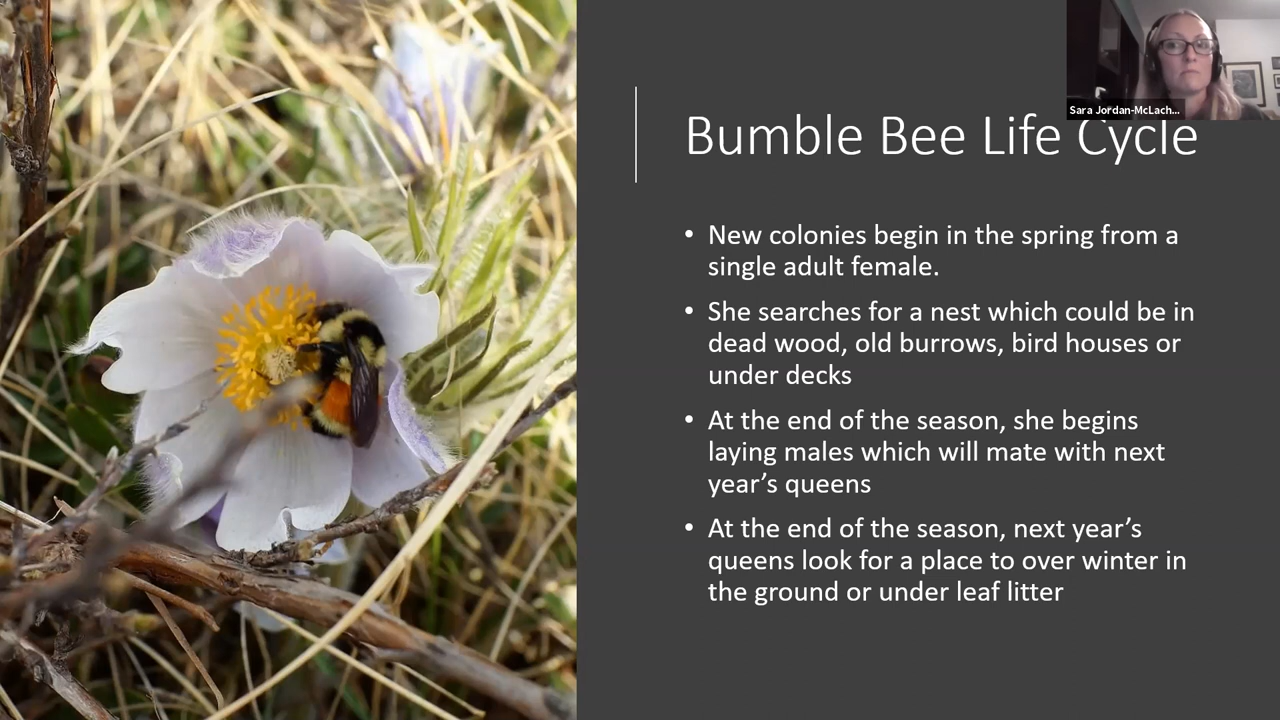 Sara Jordan-McLach...
Bumble Bee Life Cycle
• New colonies begin in the spring from a
single adult female.
• She searches for a nest which could be in
dead wood, old burrows, bird houses or
under decks
• At the end of the season, she begins
laying males which will mate with next
year’s queens
• At the end of the season, next year’s
queens look for a place to over winter in
the ground or under leaf litter